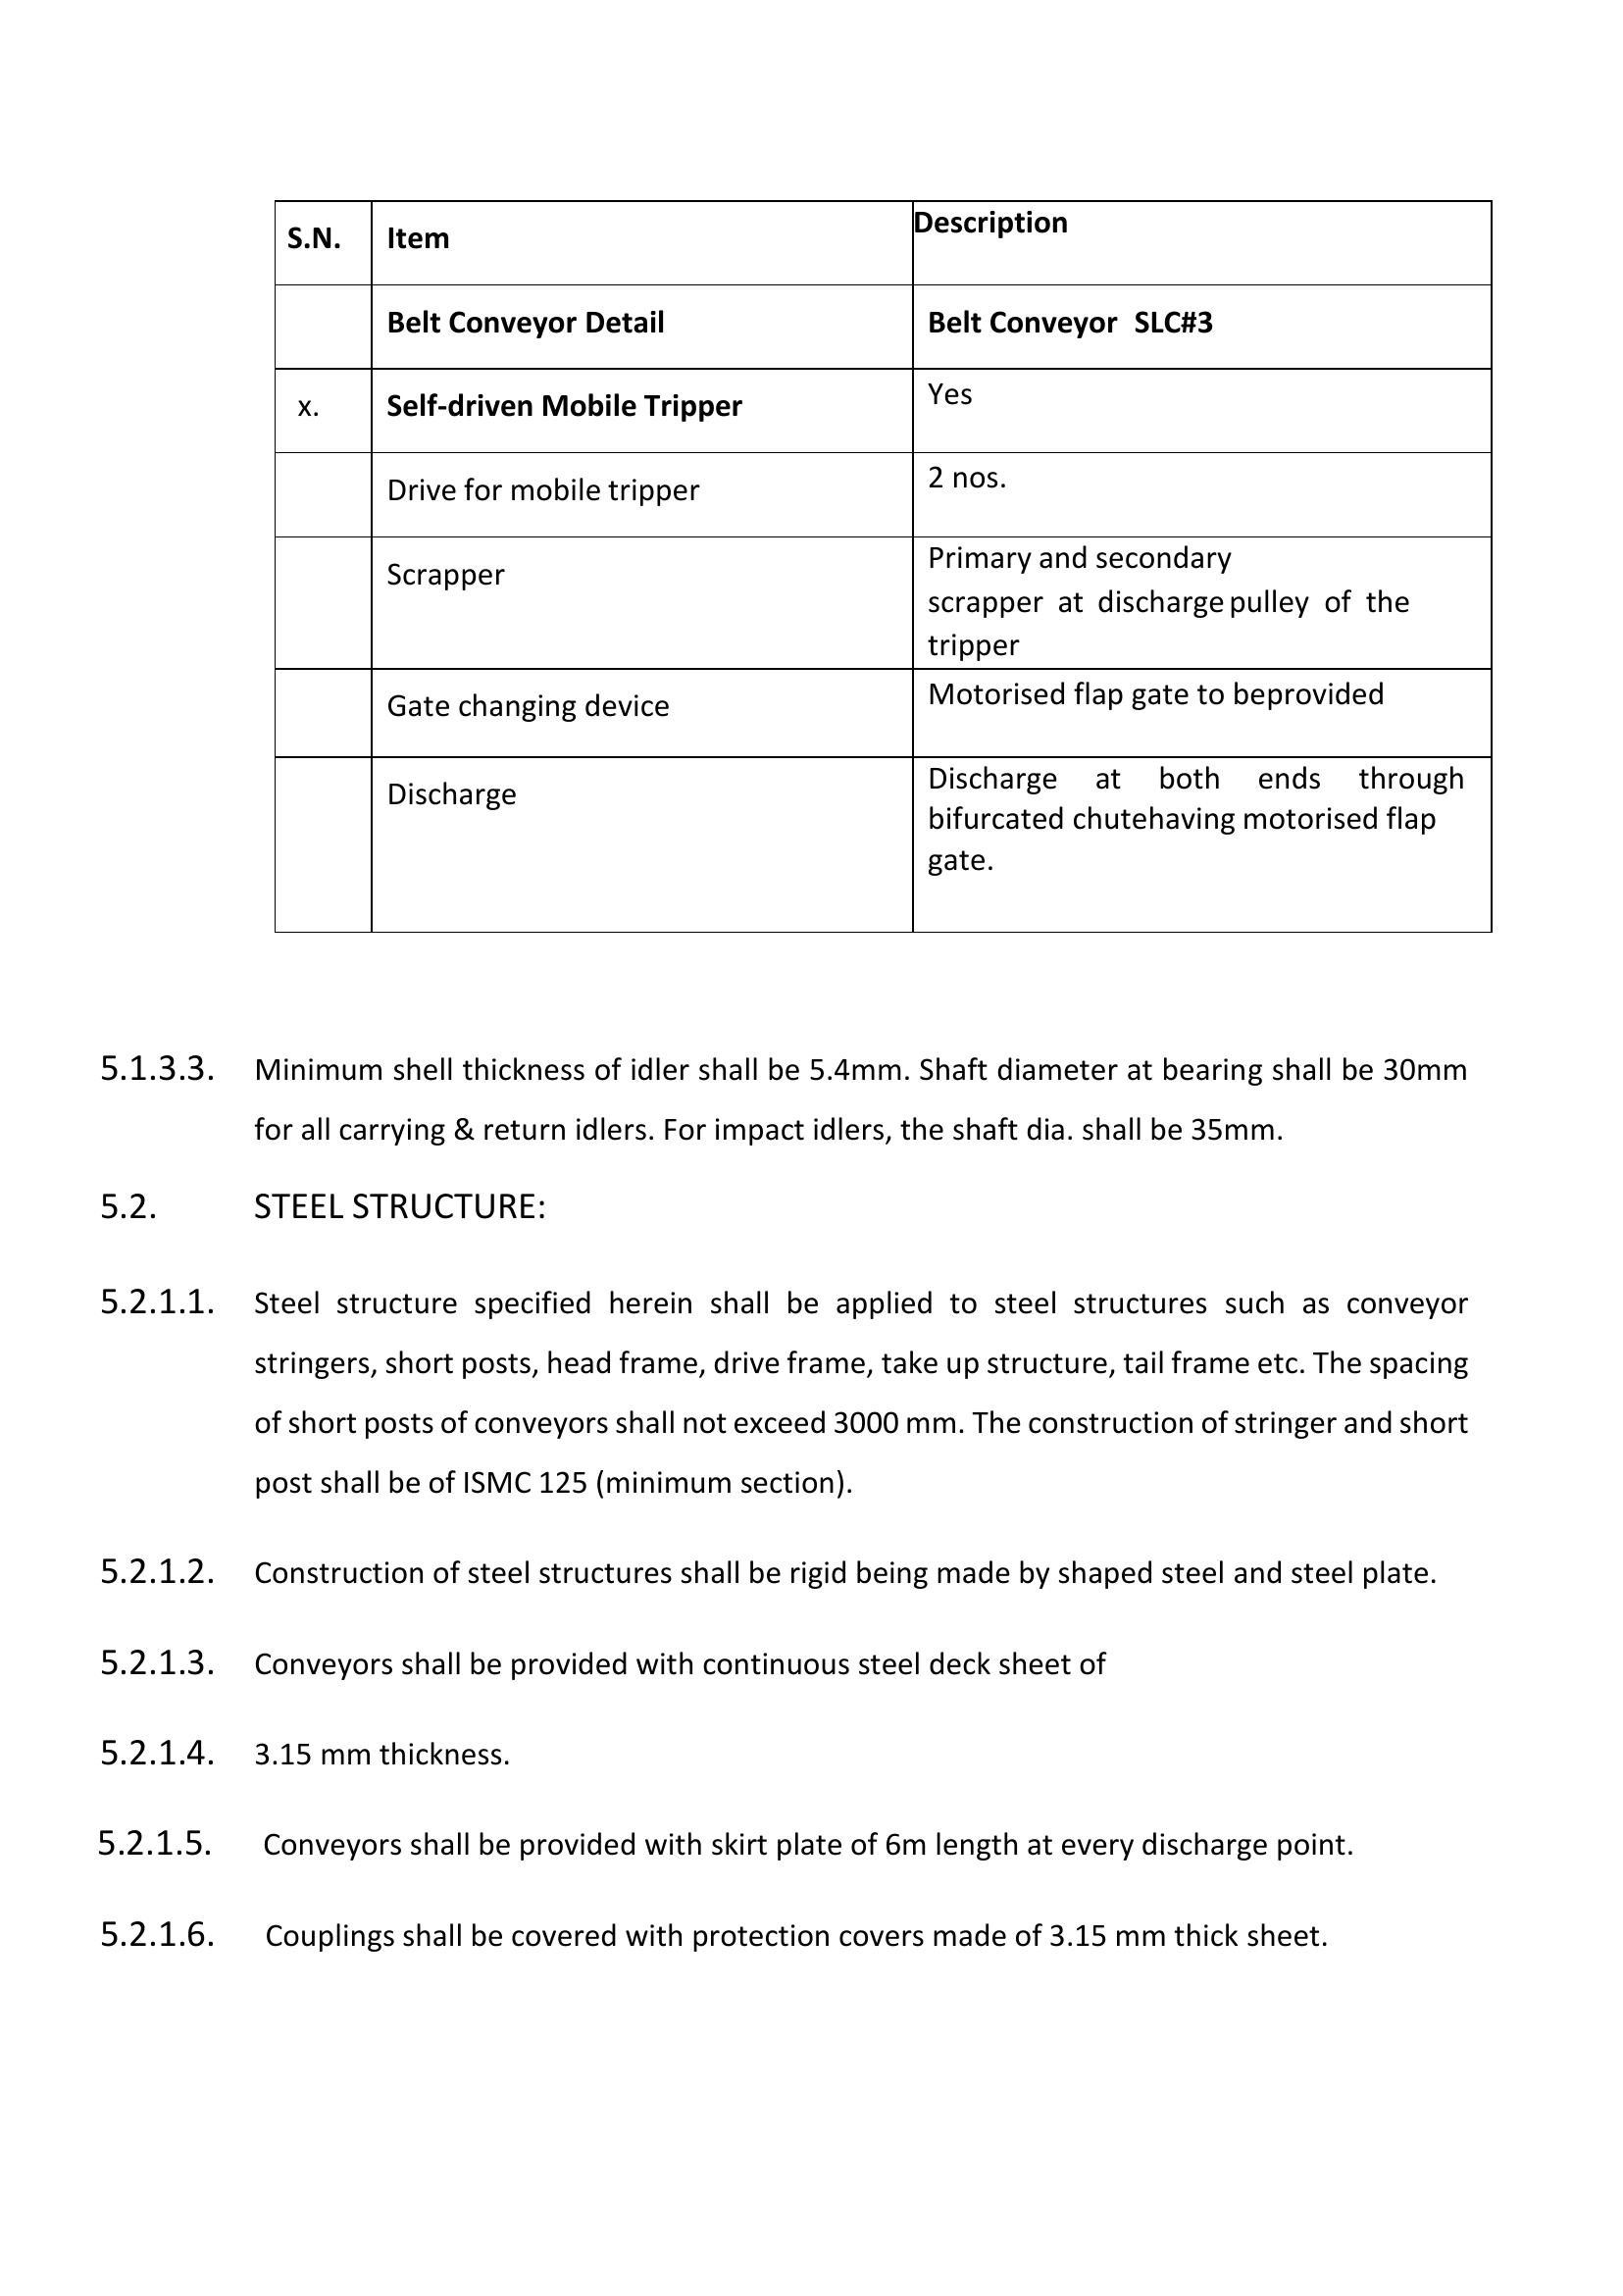 S.N. Item Description
Belt Conveyor Detail Belt Conveyor SLC#3
x. Self-driven Mobile Tripper Yes
Drive for mobile tripper 2 nos.
Scrapper Primary and secondary
scrapper at discharge pulley of the
tripper
Gate changing device Motorised flap gate to beprovided
Discharge Discharge at both ends through
bifurcated chutehaving motorised flap
gate.
5.1.3.3. Minimum shell thickness of idler shall be 5.4mm. Shaft diameter at bearing shall be 30mm
for all carrying & return idlers. For impact idlers, the shaft dia. shall be 35mm.
5.2. STEEL STRUCTURE:
5.2.1.1. Steel structure specified herein shall be applied to steel structures such as conveyor
stringers, short posts, head frame, drive frame, take up structure, tail frame etc. The spacing
of short posts of conveyors shall not exceed 3000 mm. The construction of stringer and short
post shall be of ISMC 125 (minimum section).
5.2.1.2. Construction of steel structures shall be rigid being made by shaped steel and steel plate.
5.2.1.3. Conveyors shall be provided with continuous steel deck sheet of
5.2.1.4. 3.15 mm thickness.
5.2.1.5. Conveyors shall be provided with skirt plate of 6m length at every discharge point.
5.2.1.6. Couplings shall be covered with protection covers made of 3.15 mm thick sheet.